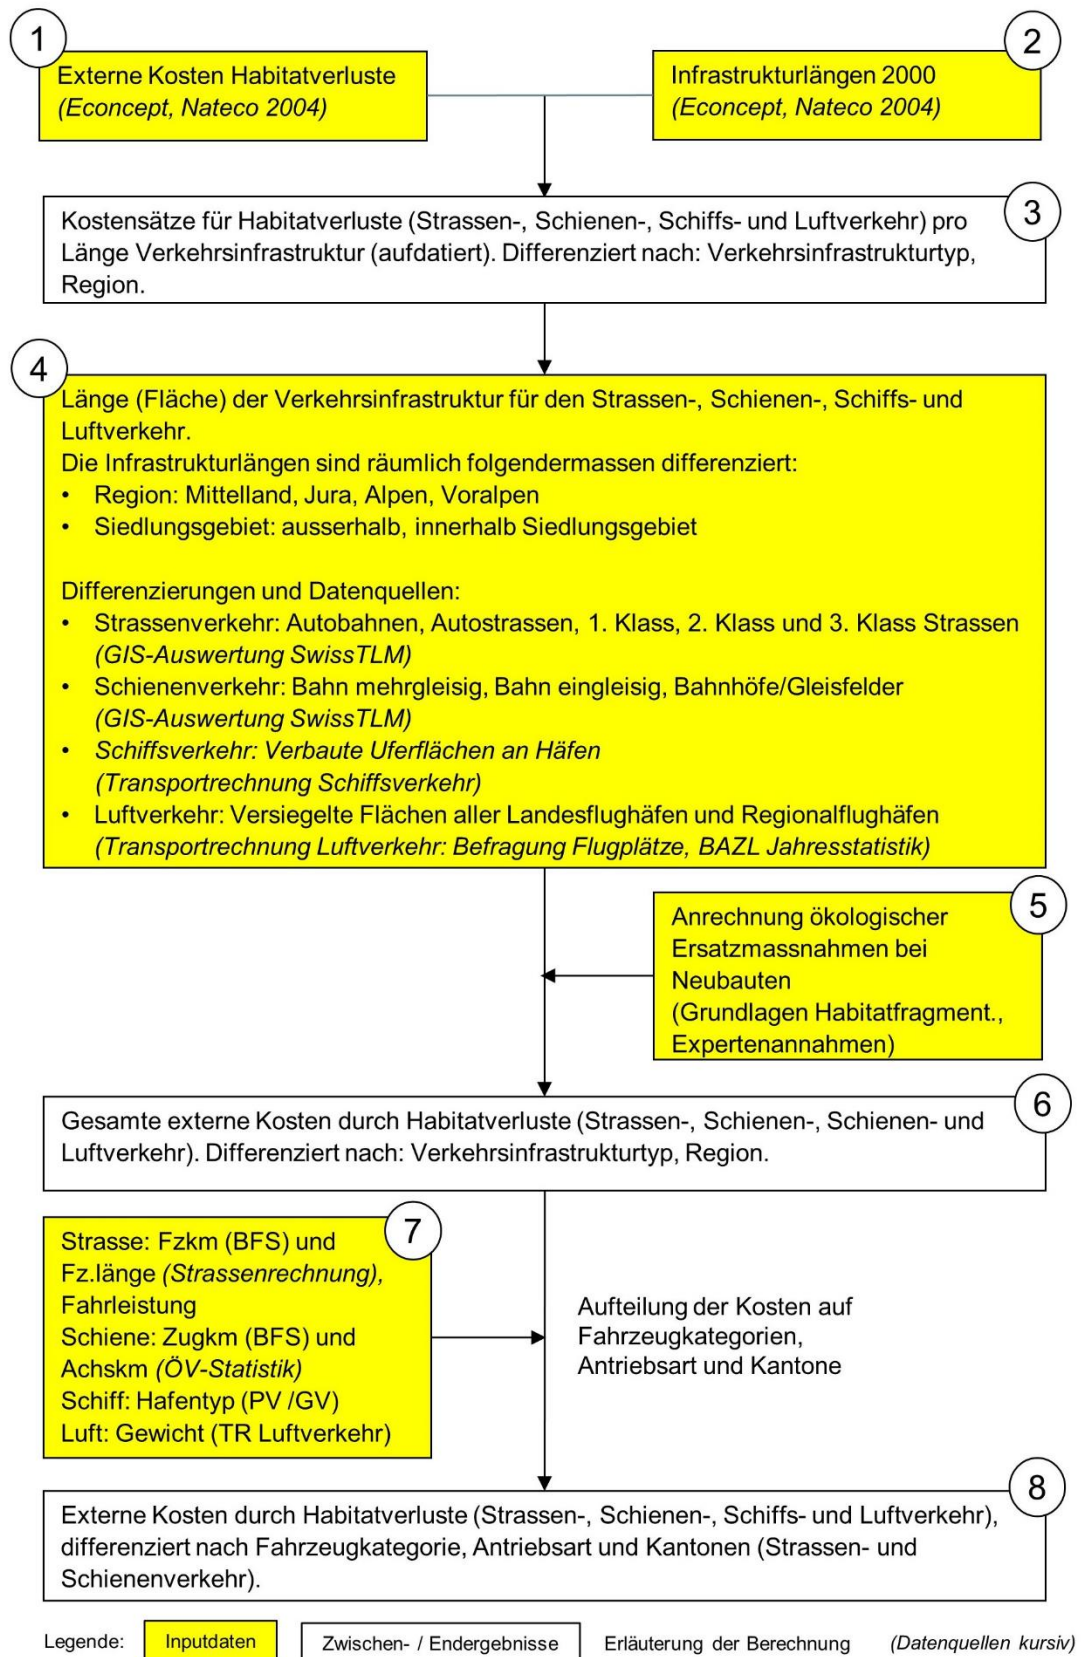 1
Externe Kosten Habitatverluste
(Econcept, Nateco 2004)
2
Infrastrukturlängen 2000
(Econcept, Nateco 2004)
3
Kostensätze für Habitatverluste (Strassen-, Schienen-, Schiffs- und Luftverkehr) pro
Länge Verkehrsinfrastruktur (aufdatiert). Differenziert nach: Verkehrsinfrastrukturtyp,
Region.
4
Länge (Fläche) der Verkehrsinfrastruktur für den Strassen-, Schienen-, Schiffs- und
Luftverkehr.
Die Infrastrukturlängen sind räumlich folgendermassen differenziert:
• Region: Mittelland, Jura, Alpen, Voralpen
• Siedlungsgebiet: ausserhalb, innerhalb Siedlungsgebiet
Differenzierungen und Datenquellen:
• Strassenverkehr: Autobahnen, Autostrassen, 1. Klass, 2. Klass und 3. Klass Strassen
(GIS-Auswertung SwissTLM)
• Schienenverkehr: Bahn mehrgleisig, Bahn eingleisig, Bahnhöfe/Gleisfelder
(GIS-Auswertung SwissTLM)
• Schiffsverkehr: Verbaute Uferflächen an Häfen
(Transportrechnung Schiffsverkehr)
• Luftverkehr: Versiegelte Flächen aller Landesflughäfen und Regionalflughäfen
(Transportrechnung Luftverkehr: Befragung Flugplätze, BAZL Jahresstatistik)
5
Anrechnung ökologischer
Ersatzmassnahmen bei
Neubauten
(Grundlagen Habitatfragment.,
Expertenannahmen)
6
Gesamte externe Kosten durch Habitatverluste (Strassen-, Schienen-, Schienen- und
Luftverkehr). Differenziert nach: Verkehrsinfrastrukturtyp, Region.
7
Strasse: Fzkm (BFS) und
Fz.länge (Strassenrechnung),
Fahrleistung
Schiene: Zugkm (BFS) und
Achskm (ÖV-Statistik)
Schiff: Hafentyp (PV /GV)
Luft: Gewicht (TR Luftverkehr)
Aufteilung der Kosten auf
Fahrzeugkategorien,
Antriebsart und Kantone
8
Externe Kosten durch Habitatverluste (Strassen-, Schienen-, Schiffs- und Luftverkehr),
differenziert nach Fahrzeugkategorie, Antriebsart und Kantonen (Strassen- und
Schienenverkehr).
Legende: Inputdaten Zwischen- / Endergebnisse Erläuterung der Berechnung (Datenquellen kursiv)